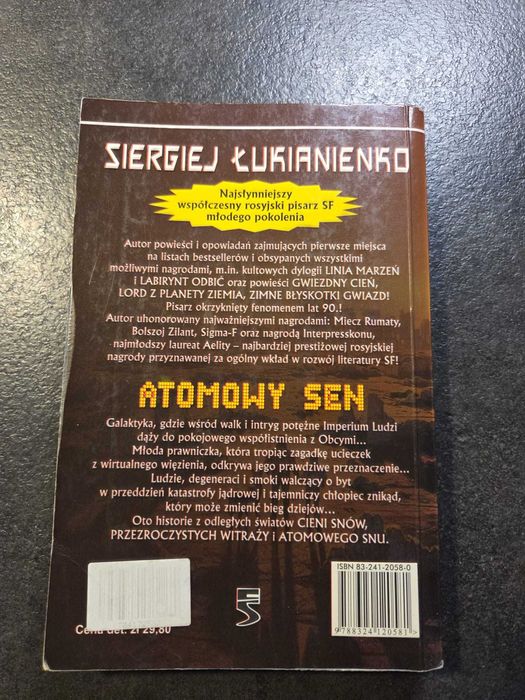 SIERGIEJ ŁUKIANIENKO
Najsłynniejszy
współczesny rosyjski pisarz SF
młodego pokolenia
Autor powieści i opowiadań zajmujących pierwsze miejsca
na listach bestsellerów i obsypanych wszystkimi
możliwymi nagrodami, m.in. kultowych dylogii LINIA MARZEŃ
i LABIRYNT ODBIĆ oraz powieści GWIEZDNY CIEŃ,
LORD Z PLANETY ZIEMIA, ZIMNE BŁYSKOTKI GWIAZD!
Pisarz okrzyknięty fenomenem lat 90.!
Autor uhonorowany najważniejszymi nagrodami: Miecz Rumaty,
Bolszoj Zilant, Sigma-F oraz nagrodą Interpresskonu,
najmłodszy laureat Aelity – najbardziej prestiżowej rosyjskiej
nagrody przyznawanej za ogólny wkład w rozwój literatury SF!
ATOMOWY SEN
Galaktyka, gdzie wśród walk i intryg potężne Imperium Ludzi
dąży do pokojowego współistnienia z Obcymi...
Młoda prawniczka, która tropiąc zagadkę ucieczek
z wirtualnego więzienia, odkrywa jego prawdziwe przeznaczenie...
Ludzie, degeneraci i smoki walczący o byt
w przeddzień katastrofy jądrowej i tajemniczy chłopiec znikąd,
który może zmienić bieg dziejów...
Oto historie z odległych światów CIENI SNÓW,
PRZEZROCZYSTYCH WITRAŻY i ATOMOWEGO SNU.
ISBN 83-241-2058-0
9 788324 120581 >
Cena det. zł 29,80